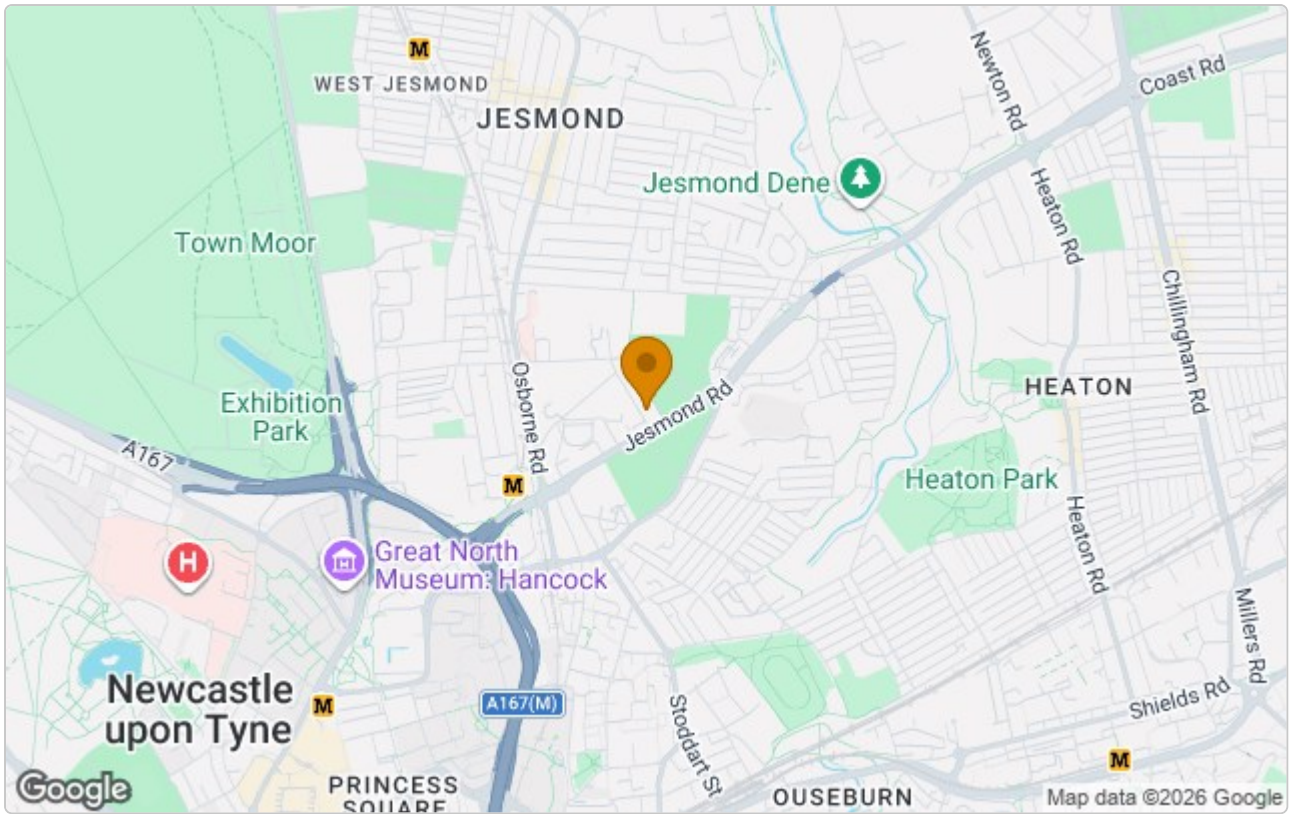 M
WEST JESMOND
JESMOND
Newton Rd
Coast Rd
Jesmond Dene
Heaton Rd
Town Moor
Chillingham Rd
Exhibition
Park
Osborne Rd
Jesmond Rd
HEATON
A167
M
Heaton Park
H
Great North
Museum: Hancock
Heaton Rd
Millers Rd
Newcastle
upon Tyne
M
A167(M)
Stoddart St
Shields Rd
M
PRINCESS
SQUARE
OUSEBURN
Google
Map data ©2026 Google